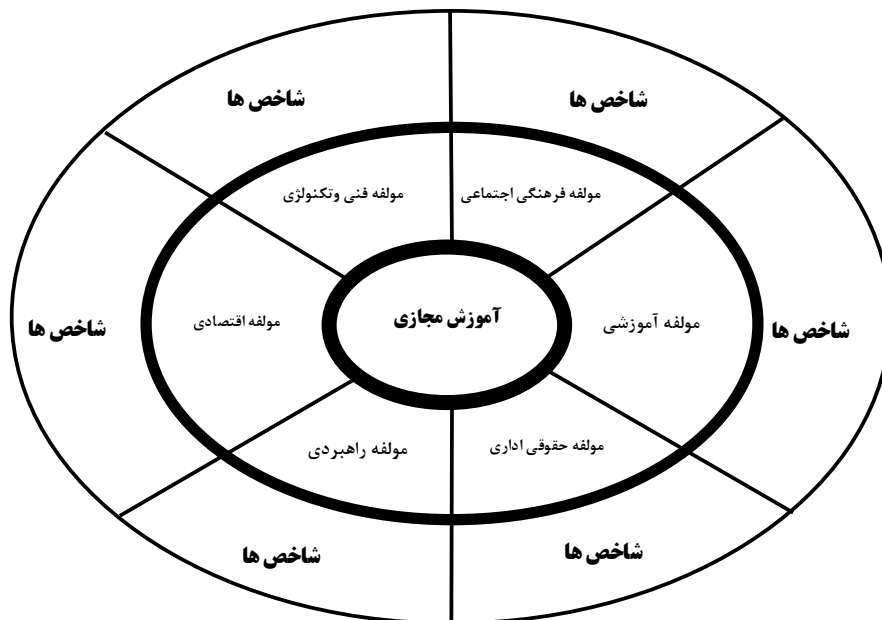 شاخص ها
شاخص ها
مولفه فرهنگی اجتماعی
مولفه فنی وتکنولژی
شاخص ها
مولفه آموزشی
آموزش مجازی
مولفه اقتصادی
شاخص ها
مولفه حقوقی اداری
مولفه راهبردی
شاخص ها
شاخص ها